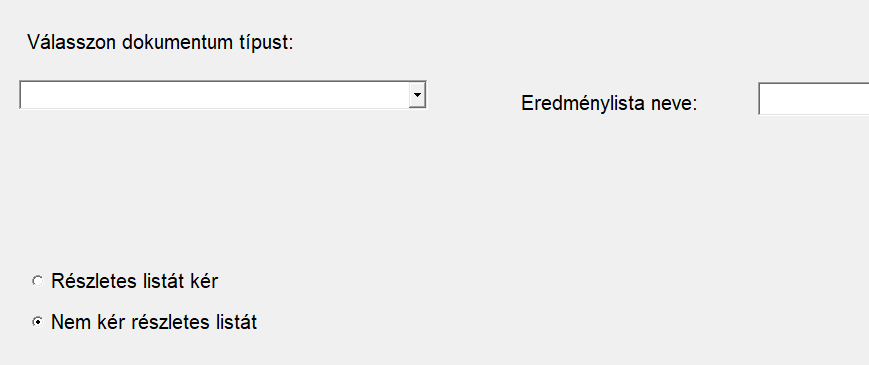 Válasszon dokumentum típust:
Eredménylista neve:
Részletes listát kér
Nem kér részletes listát